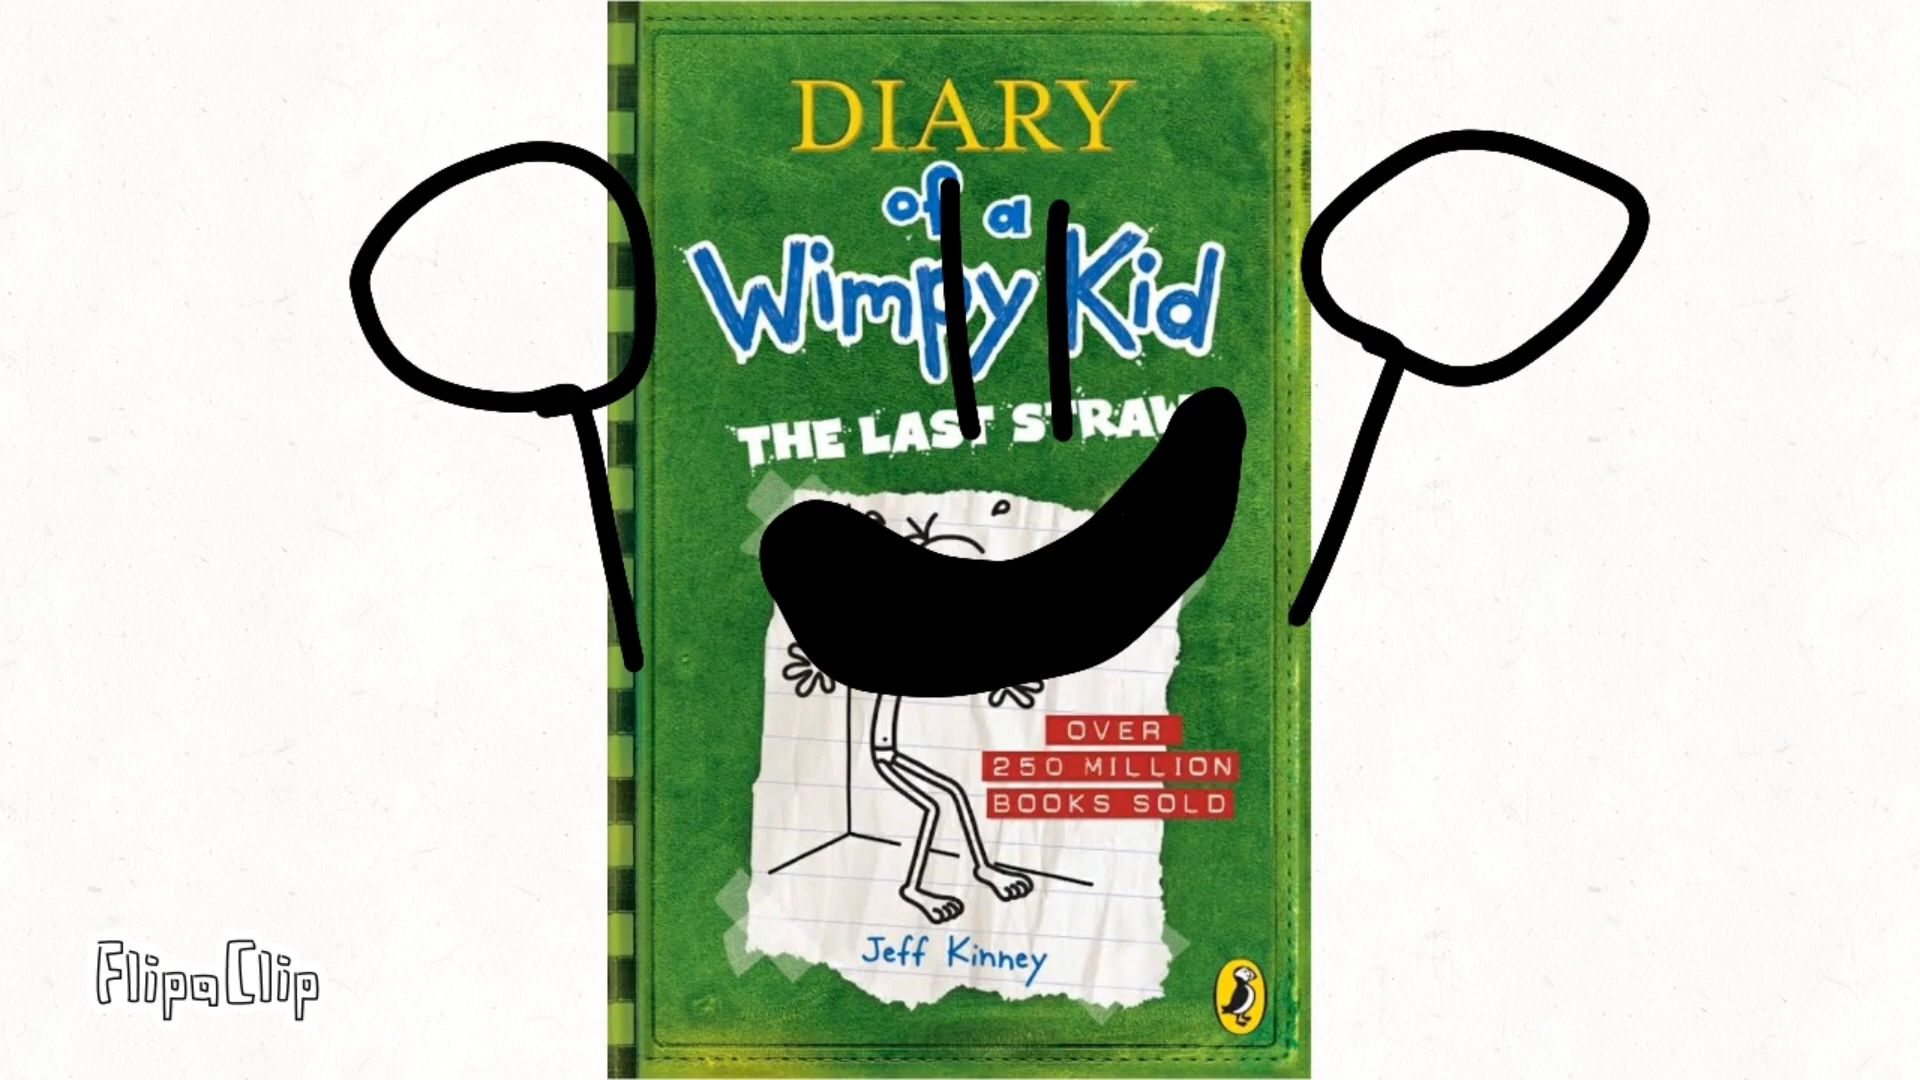 DIARY
of a
Wimpy Kid
THE LAST STRAW
OVER
250 MILLION
BOOKS SOLD
Jeff Kinney
FlipaClip